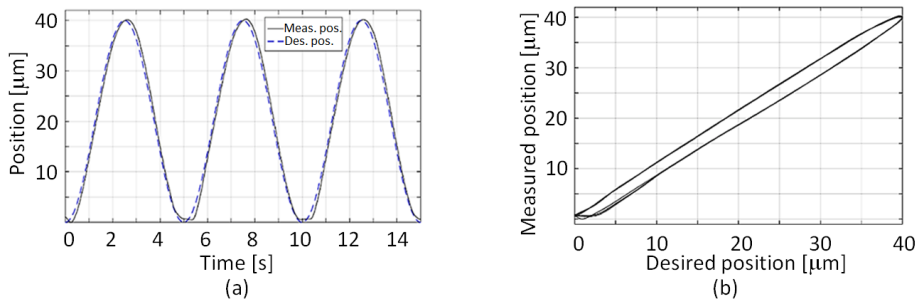 Position [μm]
40
30
20
10
Meas. pos.
Des. pos.
0 2 4 6 8 10 12 14
Time [s]
(a)
Measured position [μm]
40
30
20
10
0 10 20 30 40
Desired position [μm]
(b)